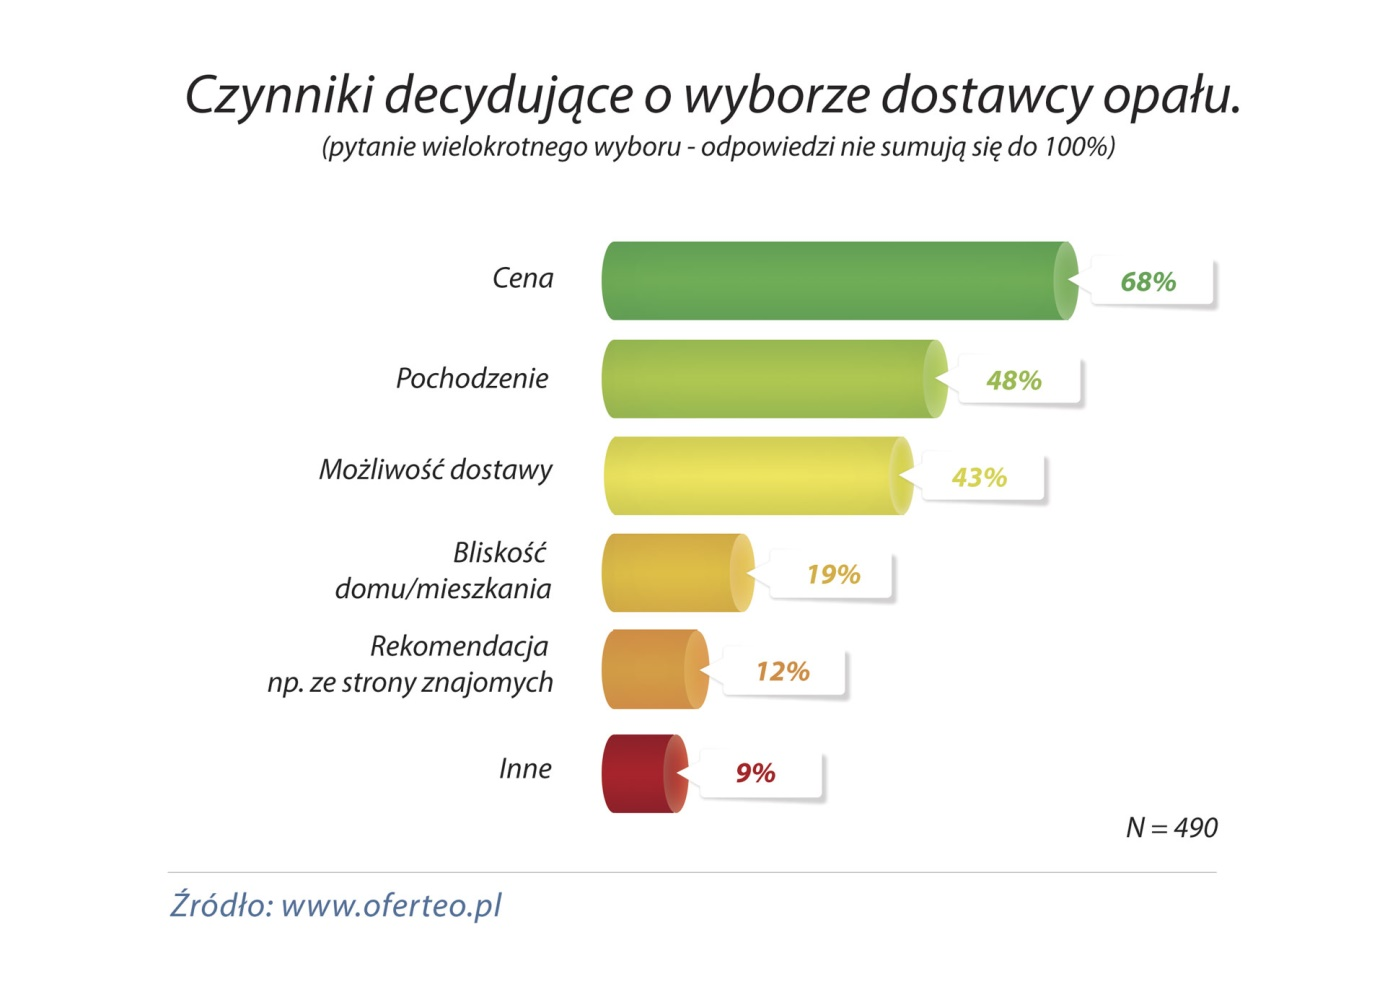 Czynniki decydujące o wyborze dostawcy opału.
(pytanie wielokrotnego wyboru - odpowiedzi nie sumują się do 100%)
Cena
68%
Pochodzenie
48%
Możliwość dostawy
43%
Bliskość
domu/mieszkania
19%
Rekomendacja
np. ze strony znajomych
12%
Inne
9%
N = 490
Źródło: www.oferteo.pl